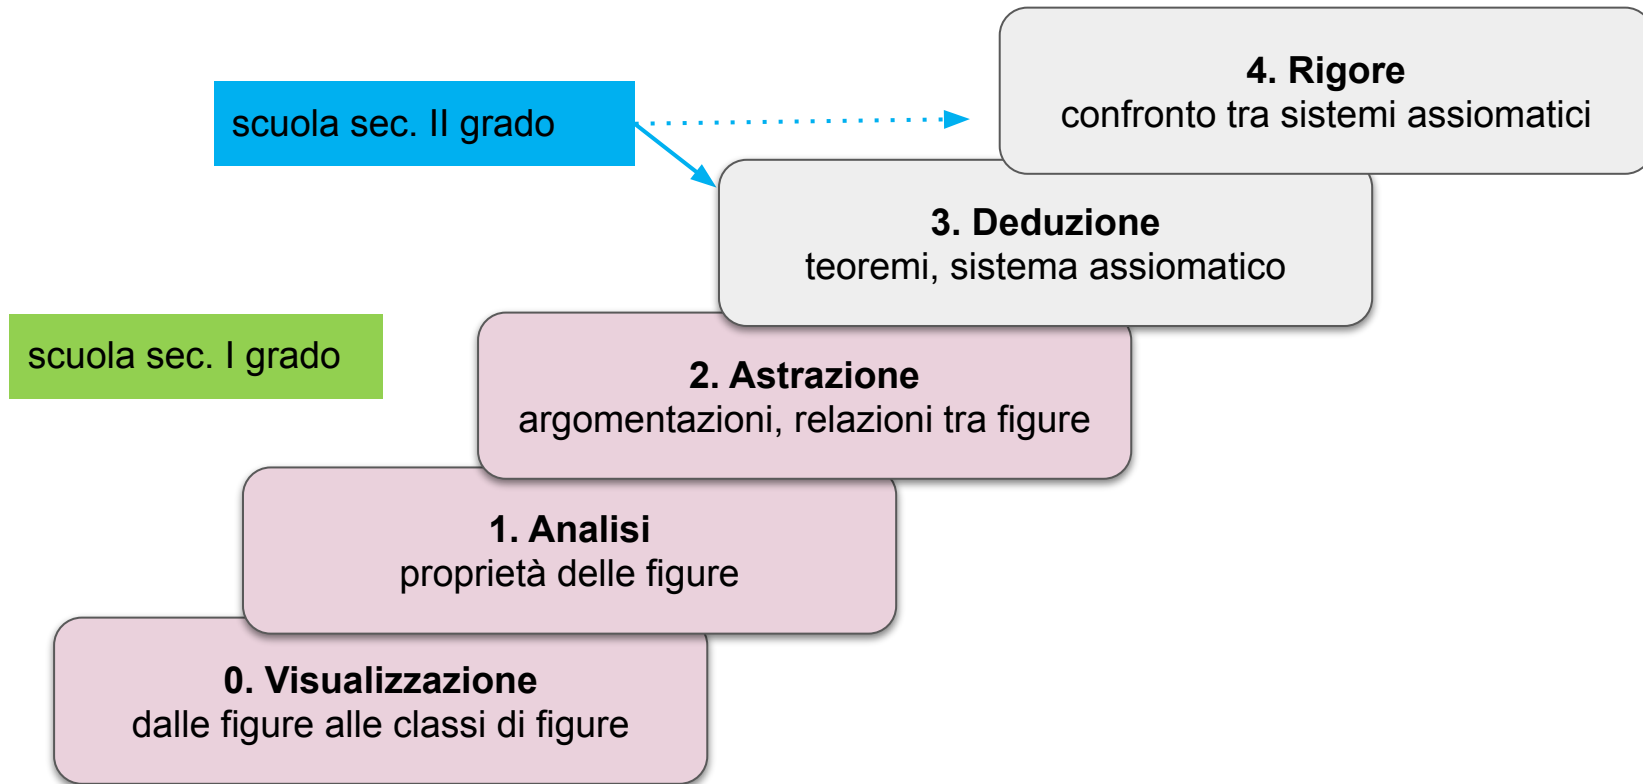 4. Rigore
confronto tra sistemi assiomatici
scuola sec. II grado
3. Deduzione
teoremi, sistema assiomatico
scuola sec. I grado
2. Astrazione
argomentazioni, relazioni tra figure
1. Analisi
proprietà delle figure
0. Visualizzazione
dalle figure alle classi di figure